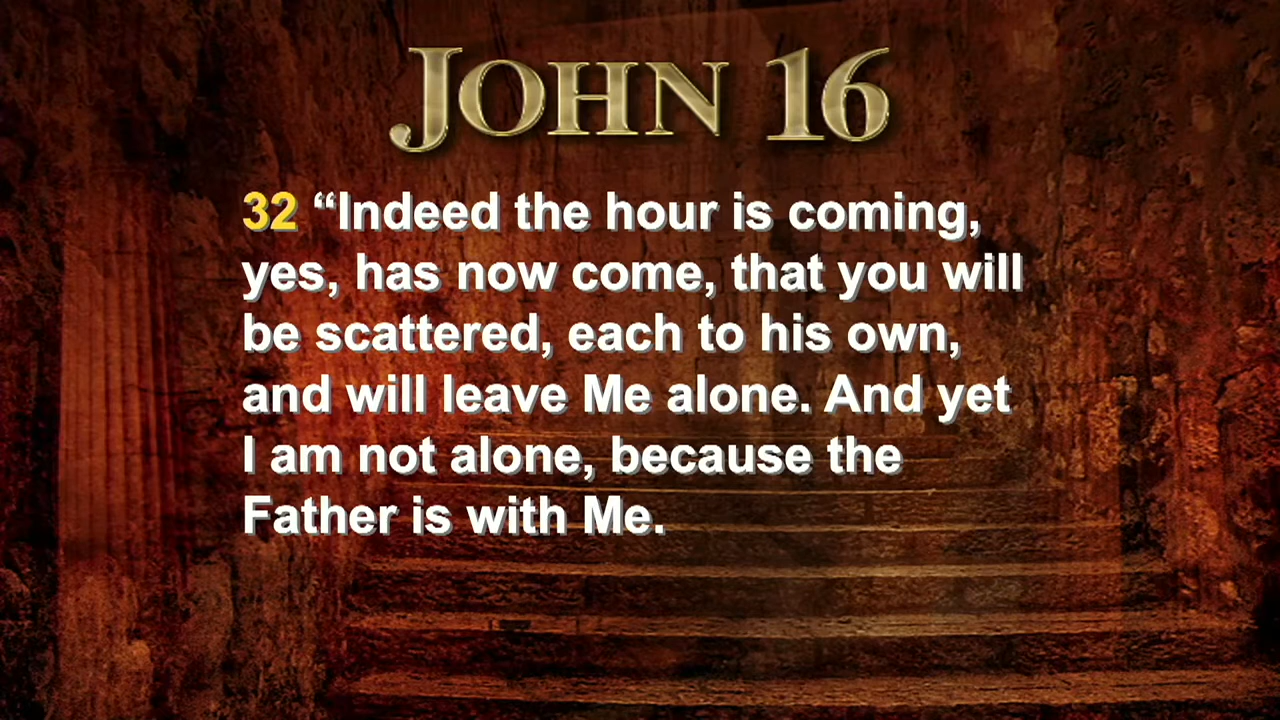 JOHN 16
32 “Indeed the hour is coming,
yes, has now come, that you will
be scattered, each to his own,
and will leave Me alone. And yet
I am not alone, because the
Father is with Me.